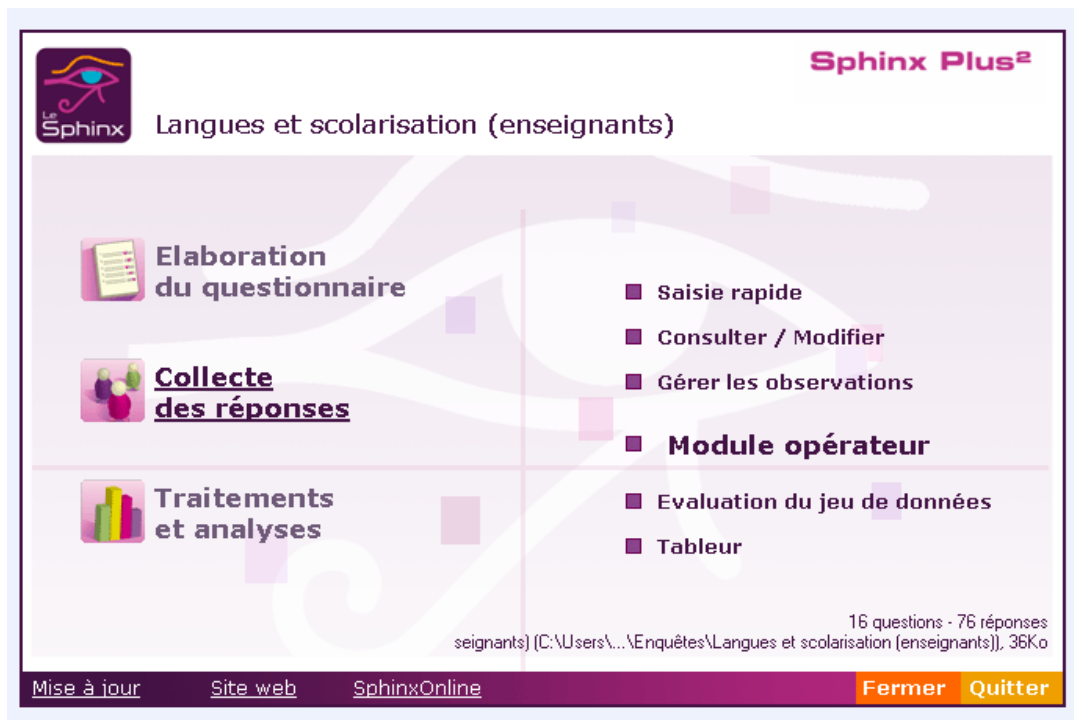 Sphinx Plus²
Le
Sphinx
Langues et scolarisation (enseignants)
Elaboration
du questionnaire
Collecte
des réponses
Traitements
et analyses
Saisie rapide
Consulter / Modifier
Gérer les observations
Module opérateur
Evaluation du jeu de données
Tableur
16 questions - 76 réponses
seignants) (C:\Users\...\Enquêtes\Langues et scolarisation (enseignants)), 36Ko
Mise à jour Site web SphinxOnline Fermer Quitter